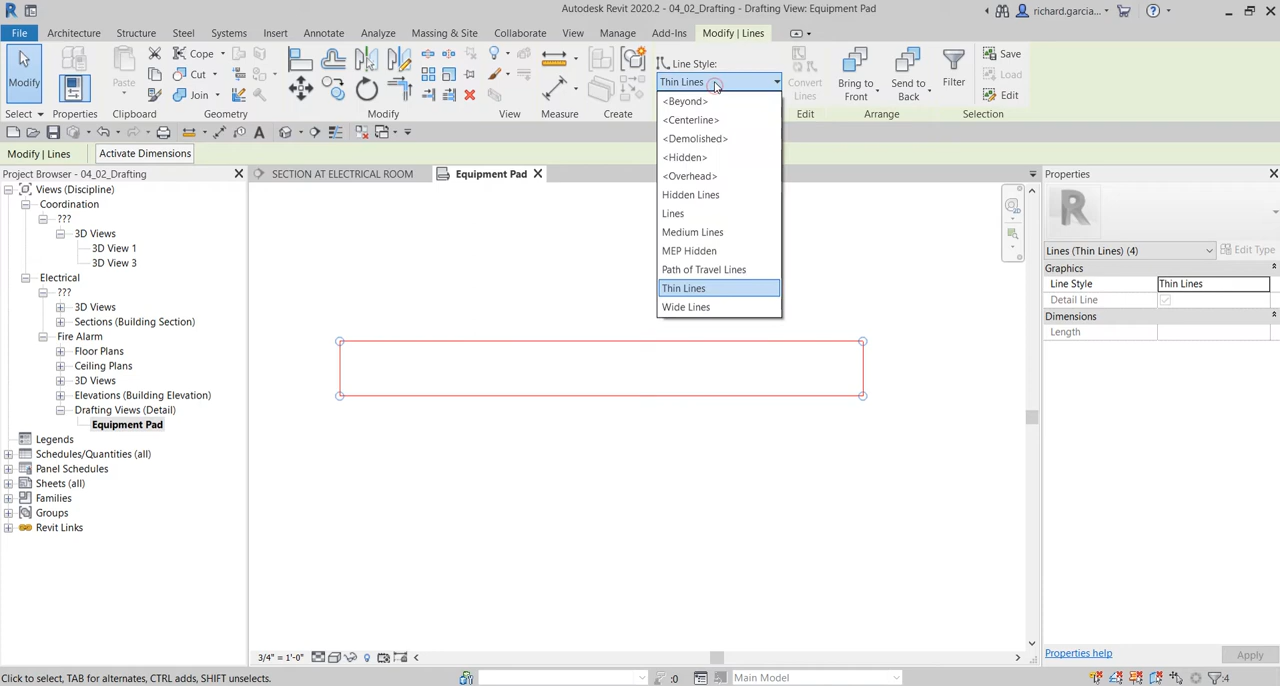 Autodesk Revit 2020.2 - 04_02_Drafting - Drafting View: Equipment Pad
richard.garcia...
File Architecture Structure Steel Systems Insert Annotate Analyze Massing & Site Collaborate View Manage Add-Ins Modify | Lines
Modify
Select
Properties
Paste
Clipboard
Cope
Cut
Join
Geometry
Modify
View
Measure
Create
Line Style:
Thin Lines
<Beyond>
<Centerline>
<Demolished>
<Hidden>
<Overhead>
Hidden Lines
Lines
Medium Lines
MEP Hidden
Path of Travel Lines
Thin Lines
Wide Lines
Convert
Lines
Edit
Bring to
Front
Send to
Back
Arrange
Filter
Save
Load
Edit
Selection
Modify | Lines
Activate Dimensions
Project Browser - 04_02_Drafting
Views (Discipline)
Coordination
???
3D Views
3D View 1
3D View 3
Electrical
???
3D Views
Sections (Building Section)
Fire Alarm
Floor Plans
Ceiling Plans
3D Views
Elevations (Building Elevation)
Drafting Views (Detail)
Equipment Pad
Legends
Schedules/Quantities (all)
Panel Schedules
Sheets (all)
Families
Groups
Revit Links
SECTION AT ELECTRICAL ROOM
Equipment Pad
Properties
Lines (Thin Lines) (4)
Edit Type
Graphics
Line Style
Thin Lines
Detail Line
Dimensions
Length
Properties help
Apply
3/4" = 1'-0"
Click to select, TAB for alternates, CTRL adds, SHIFT unselects.
:0
Main Model
:4